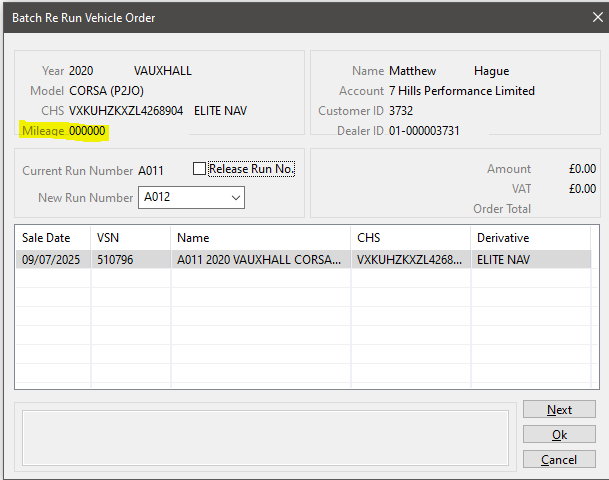 Batch Re Run Vehicle Order
Year 2020 VAUXHALL
Model CORSA (P2JO)
CHS VXKUHZKXZL4268904 ELITE NAV
Mileage 000000
Name Matthew Hague
Account 7 Hills Performance Limited
Customer ID 3732
Dealer ID 01-000003731
Current Run Number A011 Release Run No.
New Run Number A012
Amount £0.00
VAT £0.00
Order Total
Sale Date VSN Name CHS Derivative
09/07/2025 510796 A011 2020 VAUXHALL CORSA... VXKUHZKXZL4268... ELITE NAV
Next
Ok
Cancel